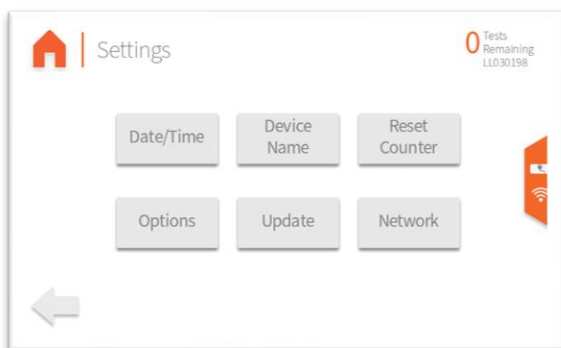 Settings
0 Tests
Remaining
LL030198
Date/Time
Device
Name
Reset
Counter
Options
Update
Network